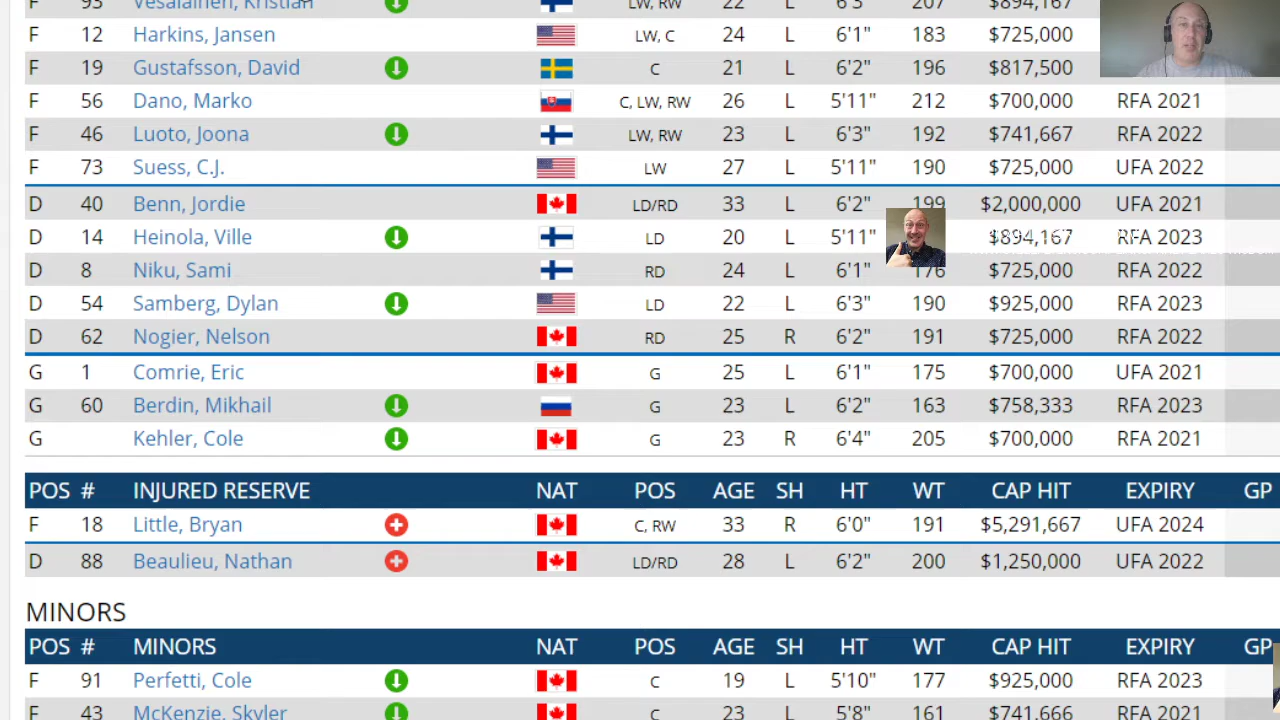 F 93 Vesalainen, Kristian LW, RW 22 L 6'3" 207 $894,167
F 12 Harkins, Jansen LW, C 24 L 6'1" 183 $725,000
F 19 Gustafsson, David C 21 L 6'2" 196 $817,500
F 56 Dano, Marko C, LW, RW 26 L 5'11" 212 $700,000 RFA 2021
F 46 Luoto, Joona LW, RW 23 L 6'3" 192 $741,667 RFA 2022
F 73 Suess, C.J. LW 27 L 5'11" 190 $725,000 UFA 2022
D 40 Benn, Jordie LD/RD 33 L 6'2" 199 $2,000,000 UFA 2021
D 14 Heinola, Ville LD 20 L 5'11" $894,167 RFA 2023
D 8 Niku, Sami RD 24 L 6'1" 176 $725,000 RFA 2022
D 54 Samberg, Dylan LD 22 L 6'3" 190 $925,000 RFA 2023
D 62 Nogier, Nelson RD 25 R 6'2" 191 $725,000 RFA 2022
G 1 Comrie, Eric G 25 L 6'1" 175 $700,000 UFA 2021
G 60 Berdin, Mikhail G 23 L 6'2" 163 $758,333 RFA 2023
G Kehler, Cole G 23 R 6'4" 205 $700,000 RFA 2021
POS # INJURED RESERVE NAT POS AGE SH HT WT CAP HIT EXPIRY GP
F 18 Little, Bryan C, RW 33 R 6'0" 191 $5,291,667 UFA 2024
D 88 Beaulieu, Nathan LD/RD 28 L 6'2" 200 $1,250,000 UFA 2022
MINORS
POS # MINORS NAT POS AGE SH HT WT CAP HIT EXPIRY GP
F 91 Perfetti, Cole C 19 L 5'10" 177 $925,000 RFA 2023
F 43 McKenzie, Skyler C 23 L 5'8" 161 $741,666 RFA 2021